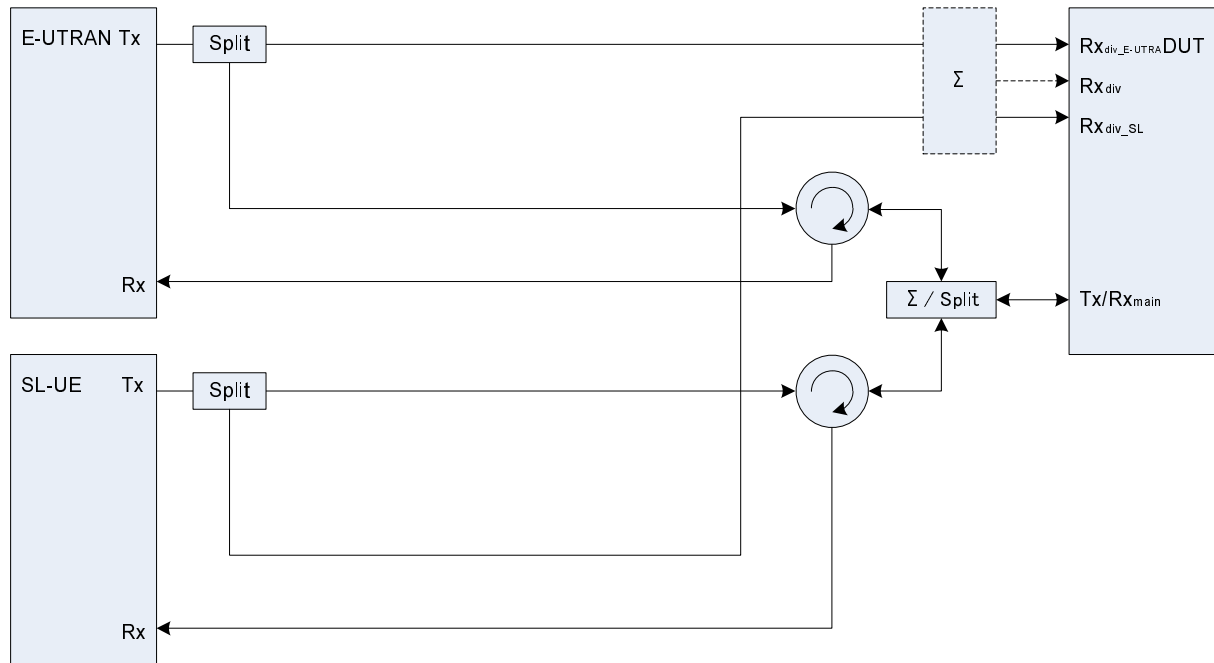 E-UTRAN Tx
Split
Σ
Rxdiv_E-UTRA DUT
Rxdiv
Rxdiv_SL
Rx
Σ / Split
Tx/Rxmain
SL-UE Tx
Split
Rx